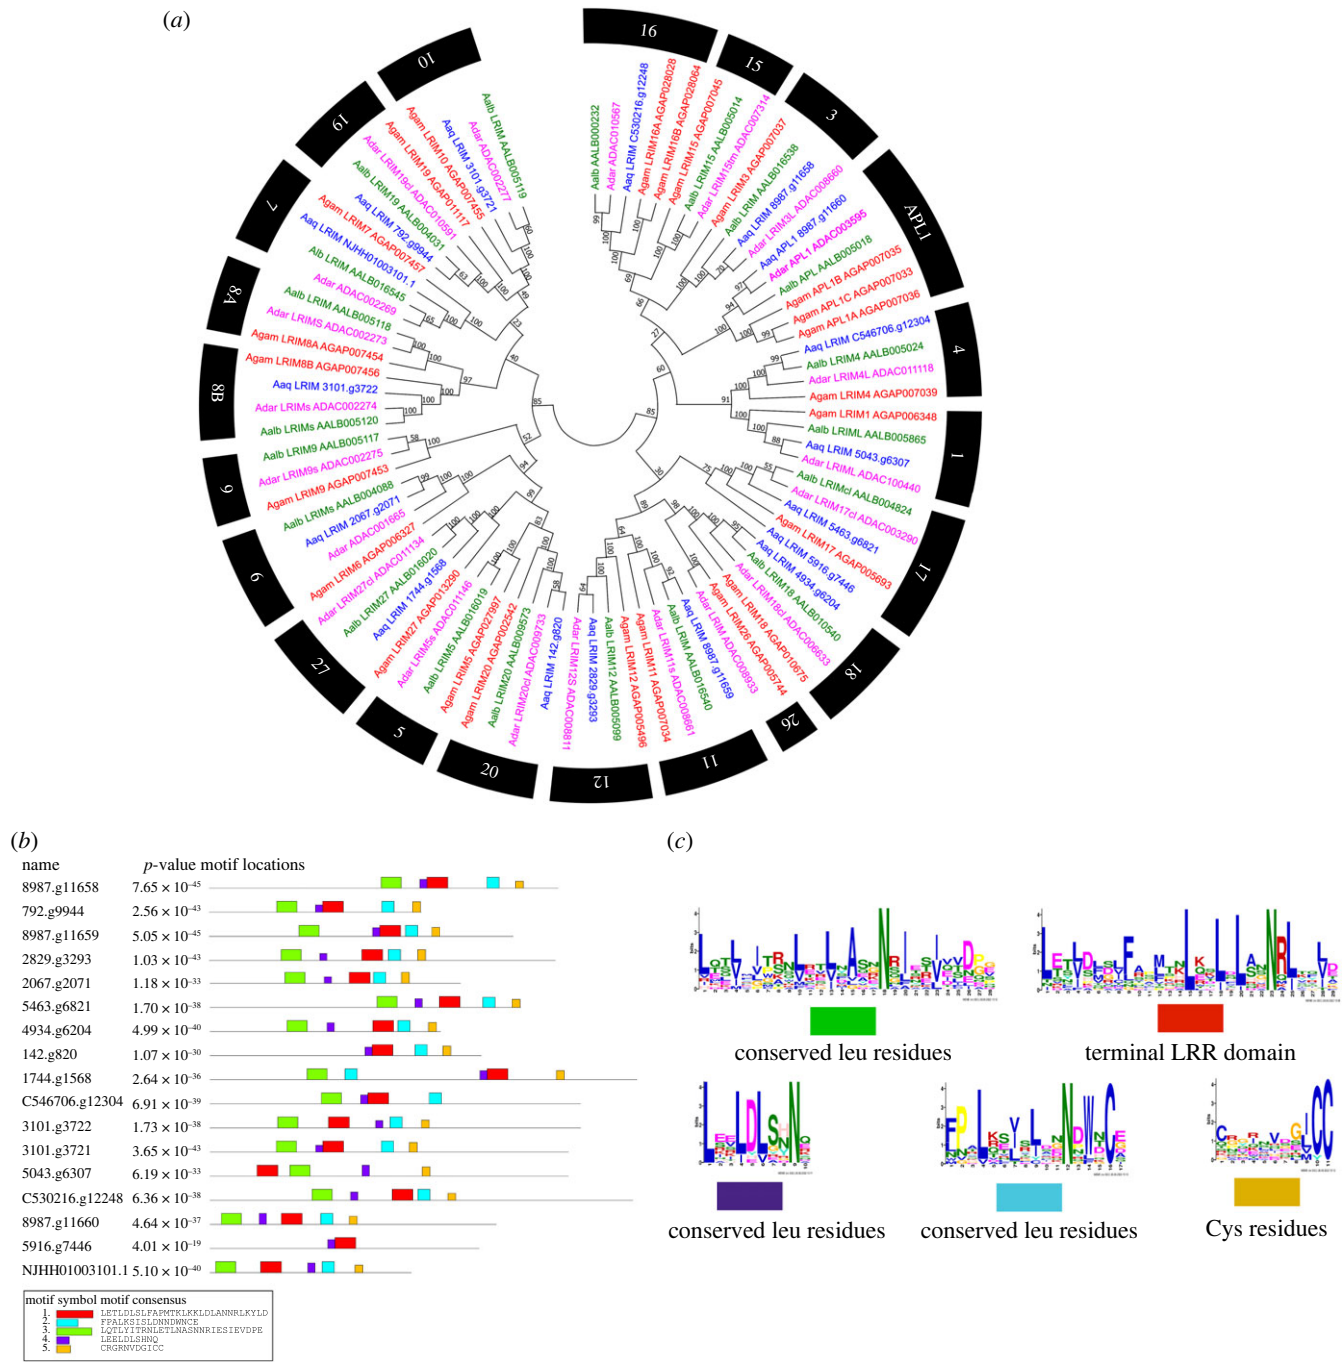 (a)
10
16
15
3
APL1
4
1
17
18
26
11
12
20
5
27
6
9
8B
8A
7
19
Aalb AALB000232
Adar ADAC010567
Aaq LRIM C530216.g12248
Agam LRIM16A AGAP028028
Agam LRIM16B AGAP028064
Agam LRIM15 AGAP007045
Aalb LRIM15 AALB005014
Adar LRIM15tm ADAC007314
Agam LRIM3 AGAP007037
Aalb LRIM AALB016538
Aaq LRIM 8987.g11658
Adar LRIM3L ADAC008660
Aaq APL1 8987.g11660
Adar APL1 ADAC003595
Aalb APL AALB005018
Agam APL1B AGAP007035
Agam APL1C AGAP007033
Agam APL1A AGAP007036
Aaq LRIM C546706.g12304
Aalb LRIM4 AALB005024
Adar LRIM4L ADAC011118
Agam LRIM4 AGAP007039
Agam LRIM1 AGAP006348
Aalb LRIML AALB005865
Aaq LRIM 5043.g6307
Adar LRIML ADAC100440
Aalb LRIMcl AALB004824
Adar LRIM17cl ADAC003290
Aaq LRIM 5463.g6821
Agam LRIM17 AGAP005693
Aaq LRIM 5916.g7446
Aaq LRIM 4934.g6204
Aalb LRIM18 AALB010540
Adar LRIM18cl ADAC006633
Agam LRIM18 AGAP010675
Agam LRIM26 AGAP005744
Adar LRIM ADAC008933
Aaq LRIM 8987.g11659
Aalb LRIM AALB016540
Adar LRIM11s ADAC008661
Agam LRIM11 AGAP007034
Agam LRIM12 AGAP005496
Aalb LRIM12 AALB005099
Aaq LRIM 2829.g3293
Adar LRIM12S ADAC008811
Aaq LRIM 142.g820
Adar LRIM20cl ADAC009733
Aalb LRIM20 AALB009573
Agam LRIM20 AGAP002542
Agam LRIM5 AGAP027997
Aalb LRIM5 AALB016019
Adar LRIM5s ADAC011146
Agam LRIM27 AGAP013290
Aaq LRIM 1744.g1568
Aalb LRIM27 AALB016020
Adar LRIM27cl ADAC011134
Agam LRIM6 AGAP006327
Adar ADAC001665
Aaq LRIM 2067.g2071
Aalb LRIMs AALB004088
Agam LRIM9 AGAP007453
Adar LRIM9s ADAC002275
Aalb LRIM9 AALB005117
Aalb LRIMs AALB005120
Adar LRIMs ADAC002274
Aaq LRIM 3101.g3722
Agam LRIM8B AGAP007456
Agam LRIM8A AGAP007454
Adar LRIMS ADAC002273
Aalb LRIM AALB005118
Adar ADAC002269
Alb LRIM AALB016545
Aaq LRIM NJHH01003101.1
Agam LRIM7 AGAP007457
Aaq LRIM 792.g9944
Aalb LRIM19 AALB004031
Adar LRIM19cl ADAC010591
Agam LRIM19 AGAP011117
Agam LRIM10 AGAP007455
Aaq LRIM 3101.g3721
Adar ADAC002277
Aalb LRIM AALB005119
(b)
name p-value motif locations
8987.g11658 7.65 × 10⁻⁴⁵
792.g9944 2.56 × 10⁻⁴³
8987.g11659 5.05 × 10⁻⁴⁵
2829.g3293 1.03 × 10⁻⁴³
2067.g2071 1.18 × 10⁻³³
5463.g6821 1.70 × 10⁻³⁸
4934.g6204 4.99 × 10⁻⁴⁰
142.g820 1.07 × 10⁻³⁰
1744.g1568 2.64 × 10⁻³⁶
C546706.g12304 6.91 × 10⁻³⁹
3101.g3722 1.73 × 10⁻³⁸
3101.g3721 3.65 × 10⁻⁴³
5043.g6307 6.19 × 10⁻³³
C530216.g12248 6.36 × 10⁻³⁸
8987.g11660 4.64 × 10⁻³⁷
5916.g7446 4.01 × 10⁻¹⁹
NJHH01003101.1 5.10 × 10⁻⁴⁰
motif symbol motif consensus
1. LETLDLSLFAPMTKLKKLDLANNRLKYLD
2. FPALKSISLDNNDWNCE
3. LQTLYITRNLETLNASNNRIESIEVDPE
4. LEELDLSHNQ
5. CRGRNVDGICC
(c)
conserved leu residues
terminal LRR domain
conserved leu residues
conserved leu residues
Cys residues